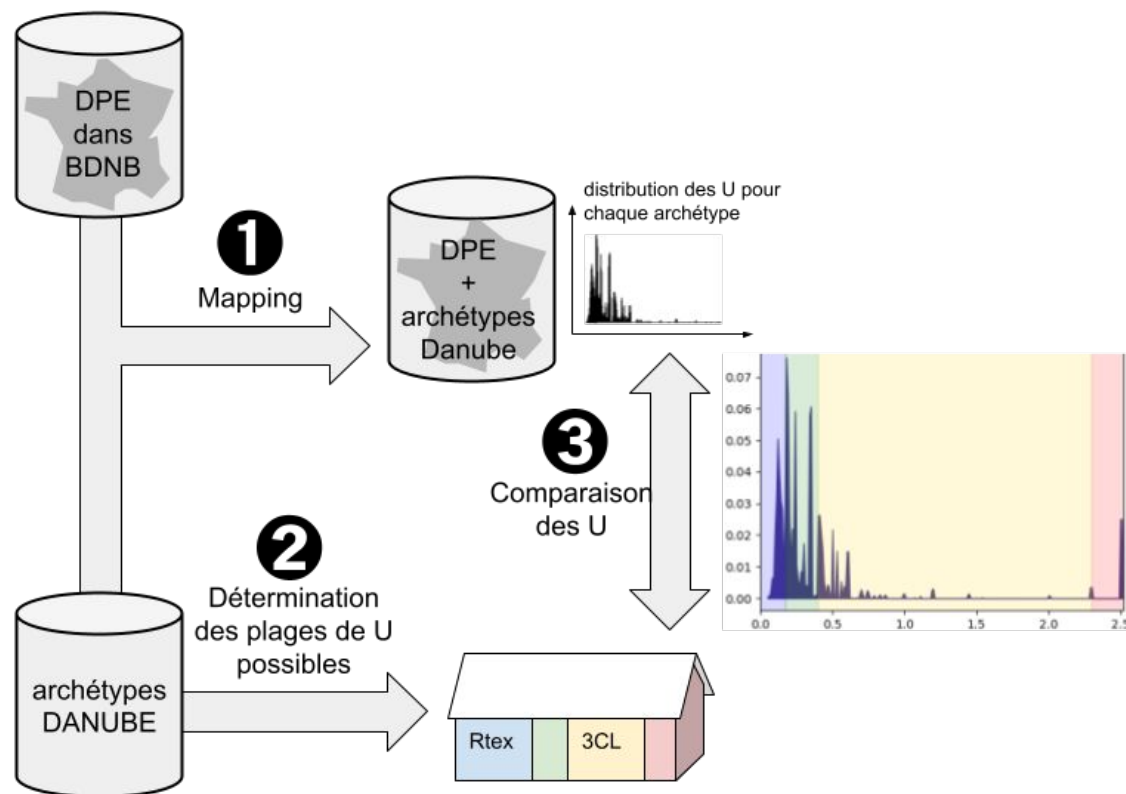 DPE
dans
BDNB
1
Mapping
DPE
+
archétypes
Danube
distribution des U pour
chaque archétype
3
Comparaison
des U
0.07
0.06
0.05
0.04
0.03
0.02
0.01
0.00
0.0 0.5 1.0 1.5 2.0 2.5
2
Détermination
des plages de U
possibles
archétypes
DANUBE
Rtex
3CL